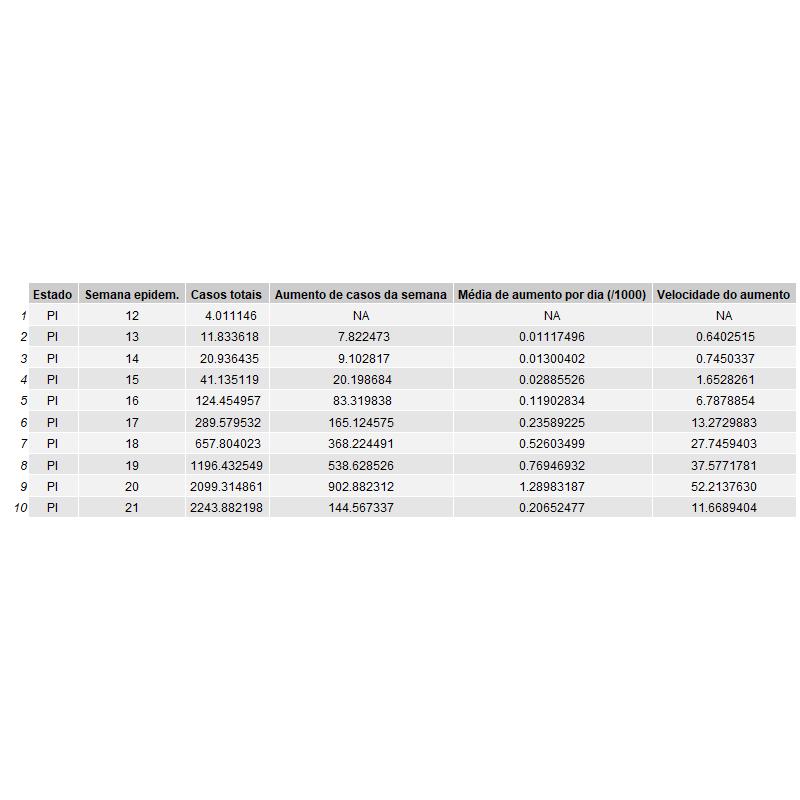 Estado Semana epidem. Casos totais Aumento de casos da semana Média de aumento por dia (/1000) Velocidade do aumento
1 PI 12 4.011146 NA NA NA
2 PI 13 11.833618 7.822473 0.01117496 0.6402515
3 PI 14 20.936435 9.102817 0.01300402 0.7450337
4 PI 15 41.135119 20.198684 0.02885526 1.6528261
5 PI 16 124.454957 83.319838 0.11902834 6.7878854
6 PI 17 289.579532 165.124575 0.23589225 13.2729883
7 PI 18 657.804023 368.224491 0.52603499 27.7459403
8 PI 19 1196.432549 538.628526 0.76946932 37.5771781
9 PI 20 2099.314861 902.882312 1.28983187 52.2137630
10 PI 21 2243.882198 144.567337 0.20652477 11.6689404